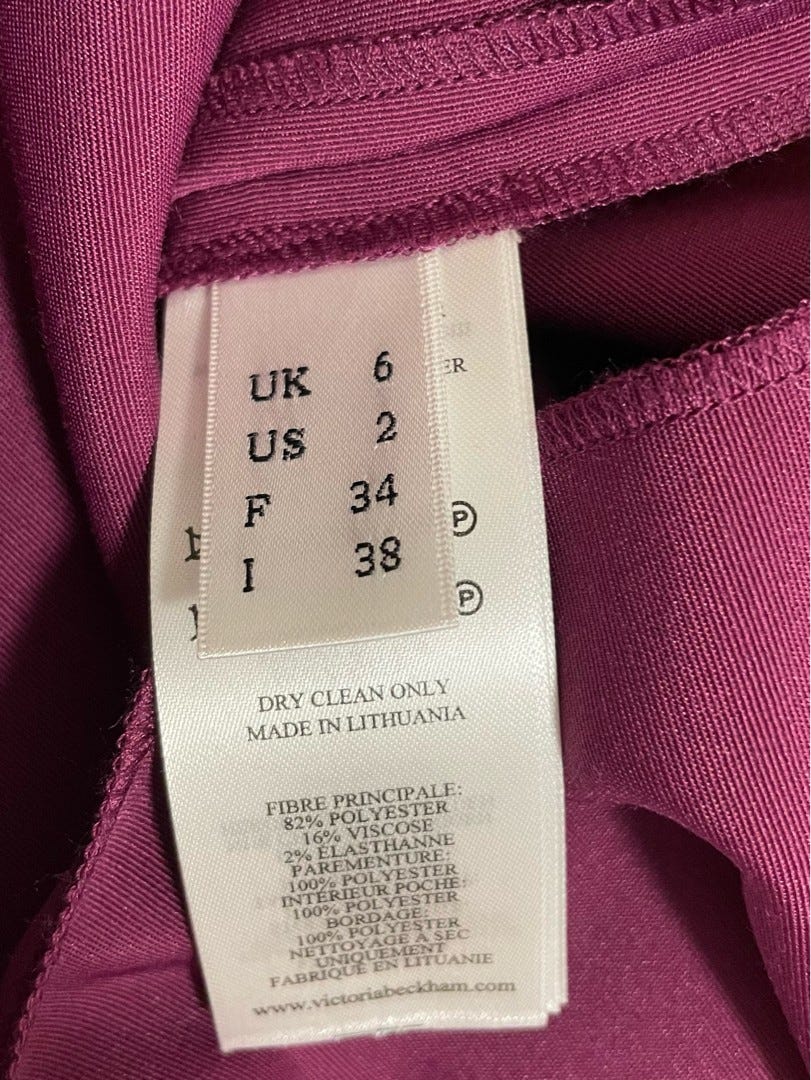 UK 6
US 2
F 34
I 38
ER
P
P
DRY CLEAN ONLY
MADE IN LITHUANIA
FIBRE PRINCIPALE:
82% POLYESTER
16% VISCOSE
2% ÉLASTHANNE
PAREMENTURE:
100% POLYESTER
INTÉRIEUR POCHE:
100% POLYESTER
BORDAGE:
100% POLYESTER
NETTOYAGE À SEC
UNIQUEMENT
FABRIQUÉ EN LITUANIE
www.victoriabeckham.com